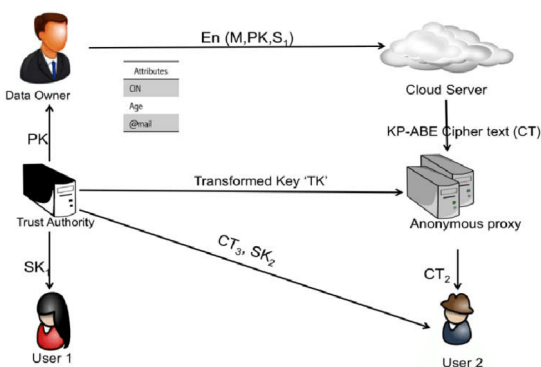 En (M,PK,S₁)
Attributes
CIN
Age
@mail
Data Owner
Cloud Server
PK
KP-ABE Cipher text (CT)
Transformed Key 'TK'
Trust Authority
Anonymous proxy
CT₃, SK₂
SK₁
CT₂
User 1
User 2